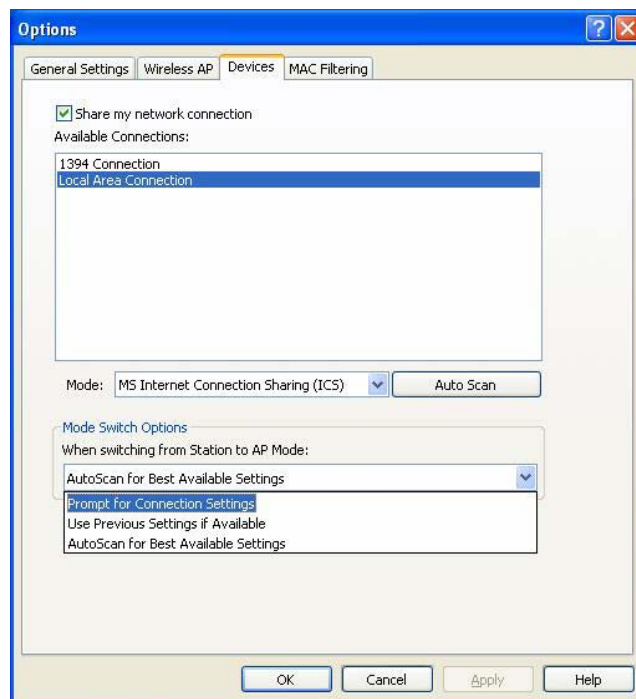 Options
General Settings
Wireless AP
Devices
MAC Filtering
Share my network connection
Available Connections:
1394 Connection
Local Area Connection
Mode:
MS Internet Connection Sharing (ICS)
Auto Scan
Mode Switch Options
When switching from Station to AP Mode:
AutoScan for Best Available Settings
Prompt for Connection Settings
Use Previous Settings if Available
AutoScan for Best Available Settings
OK
Cancel
Apply
Help